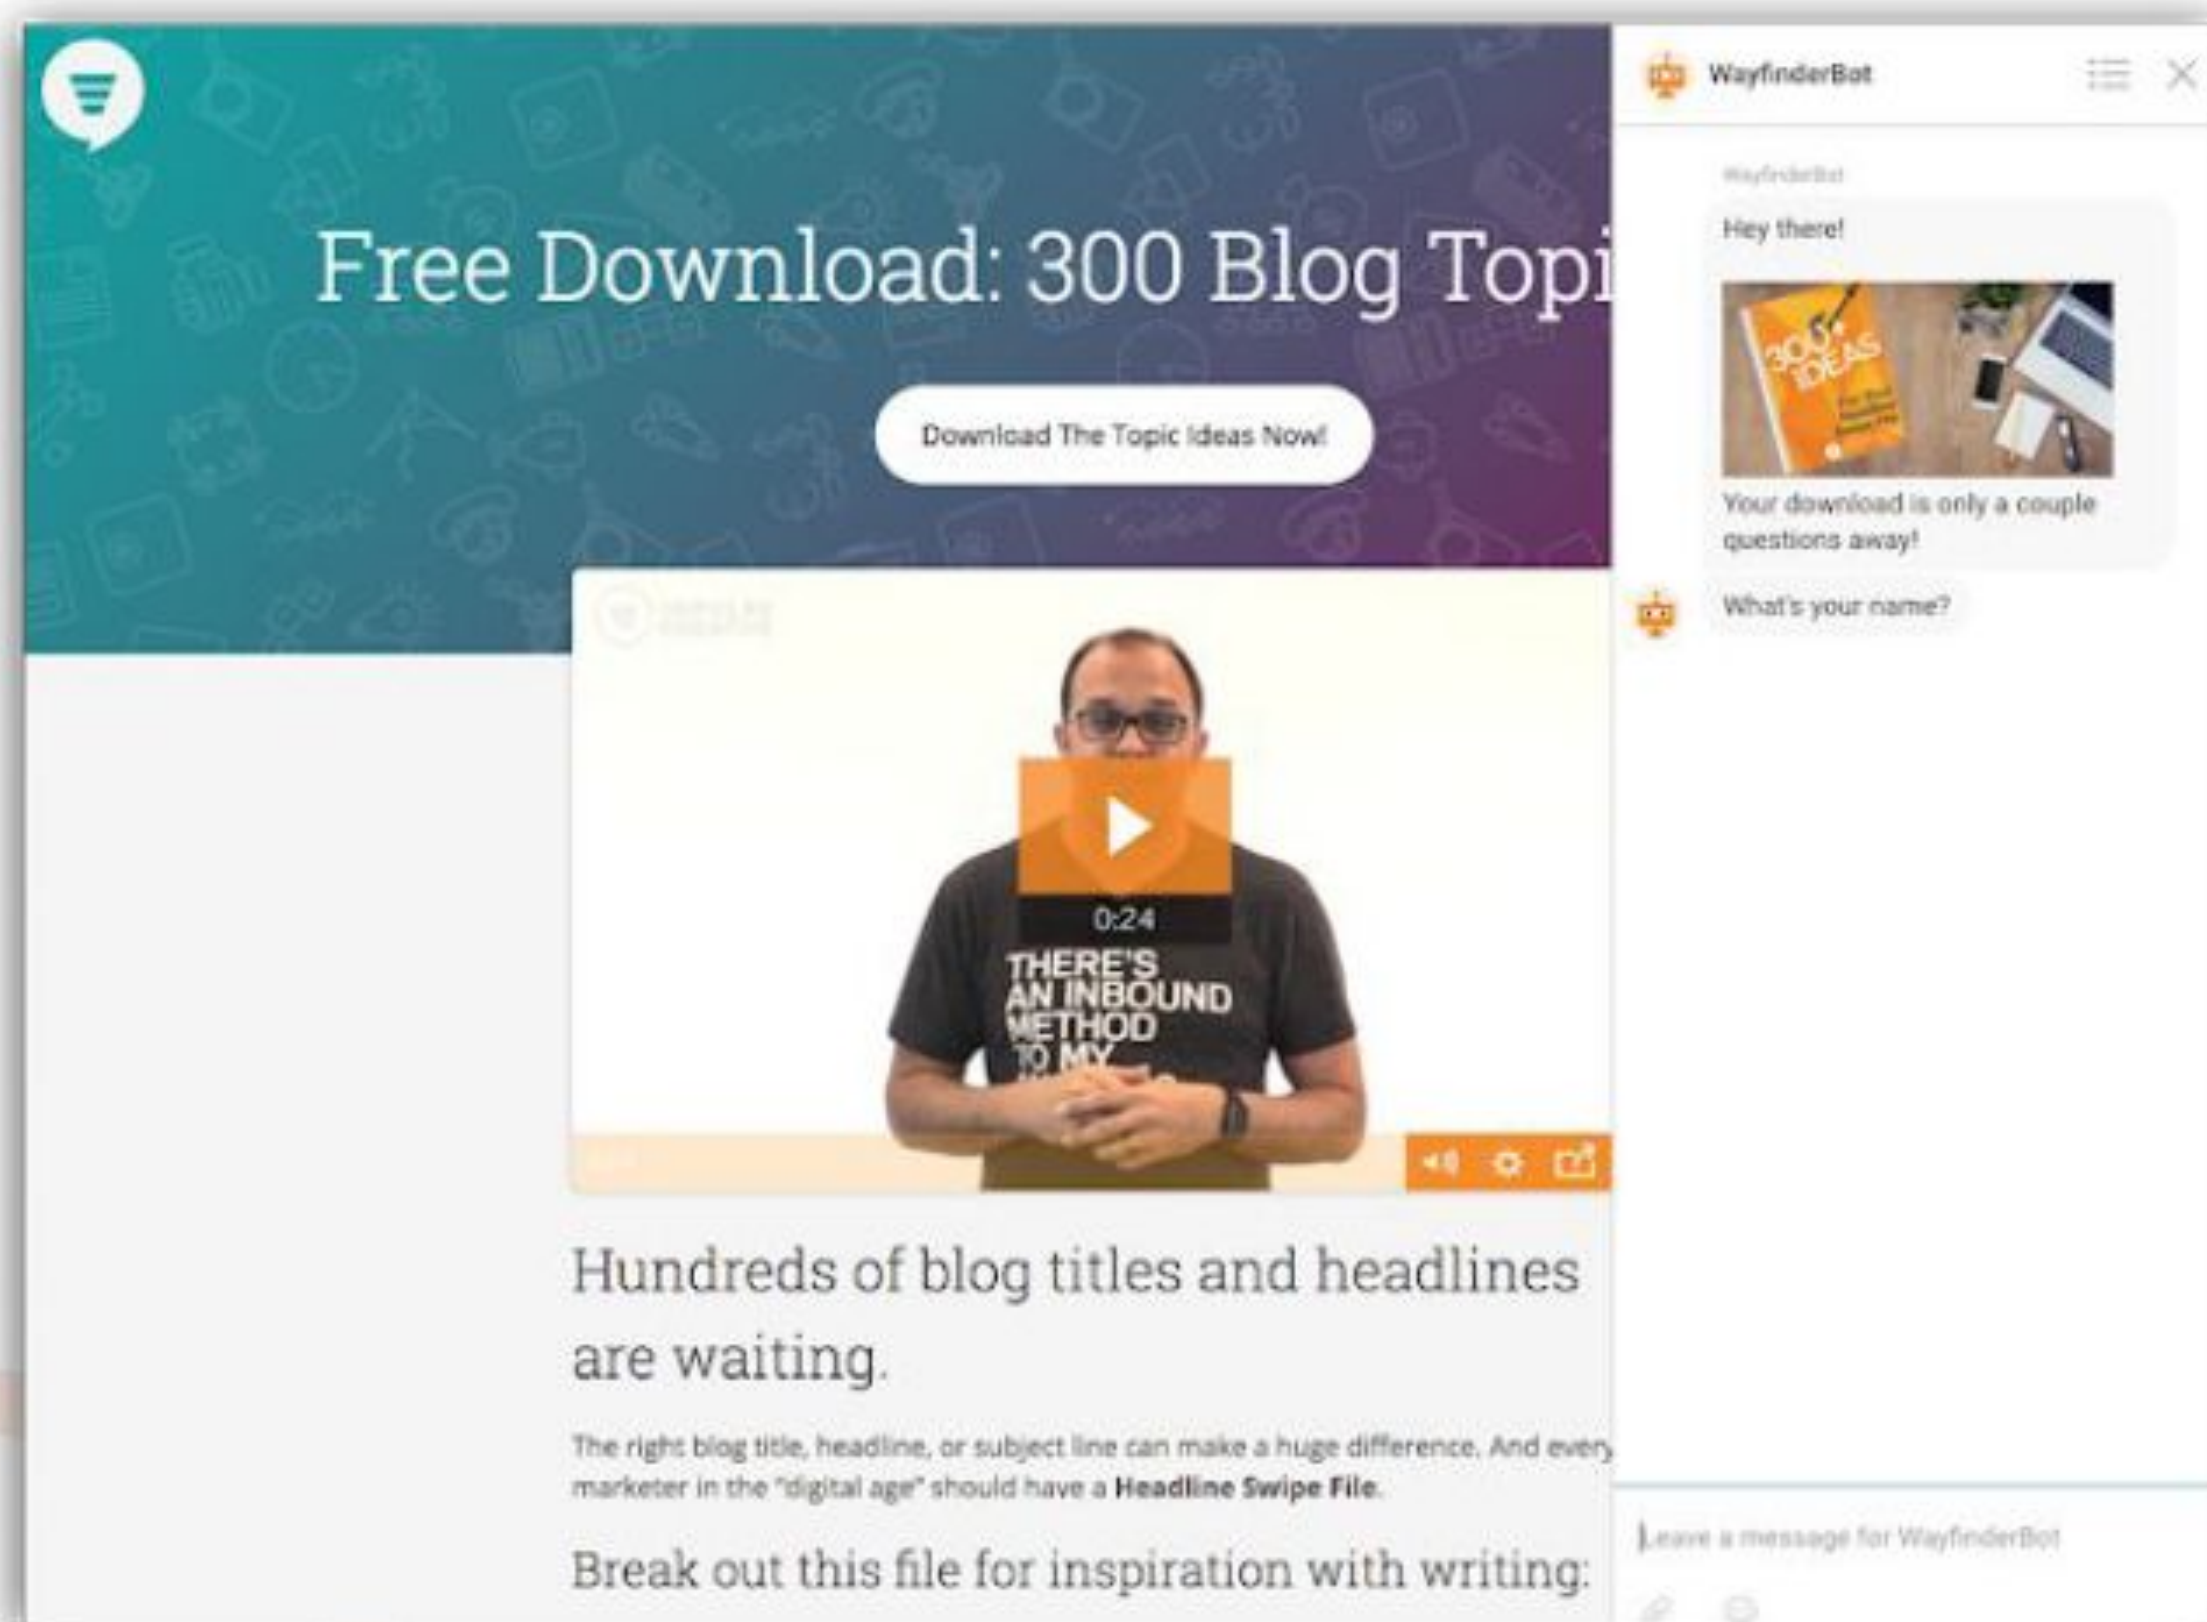 Free Download: 300 Blog Topi
Download The Topic Ideas Now!
0:24
THERE'S
AN INBOUND
METHOD
TO MY
Hundreds of blog titles and headlines
are waiting.
The right blog title, headline, or subject line can make a huge difference. And every
marketer in the "digital age" should have a Headline Swipe File.
Break out this file for inspiration with writing:
WayfinderBot
WayfinderBot
Hey there!
300+
IDEAS
Your download is only a couple
questions away!
What's your name?
Leave a message for WayfinderBot